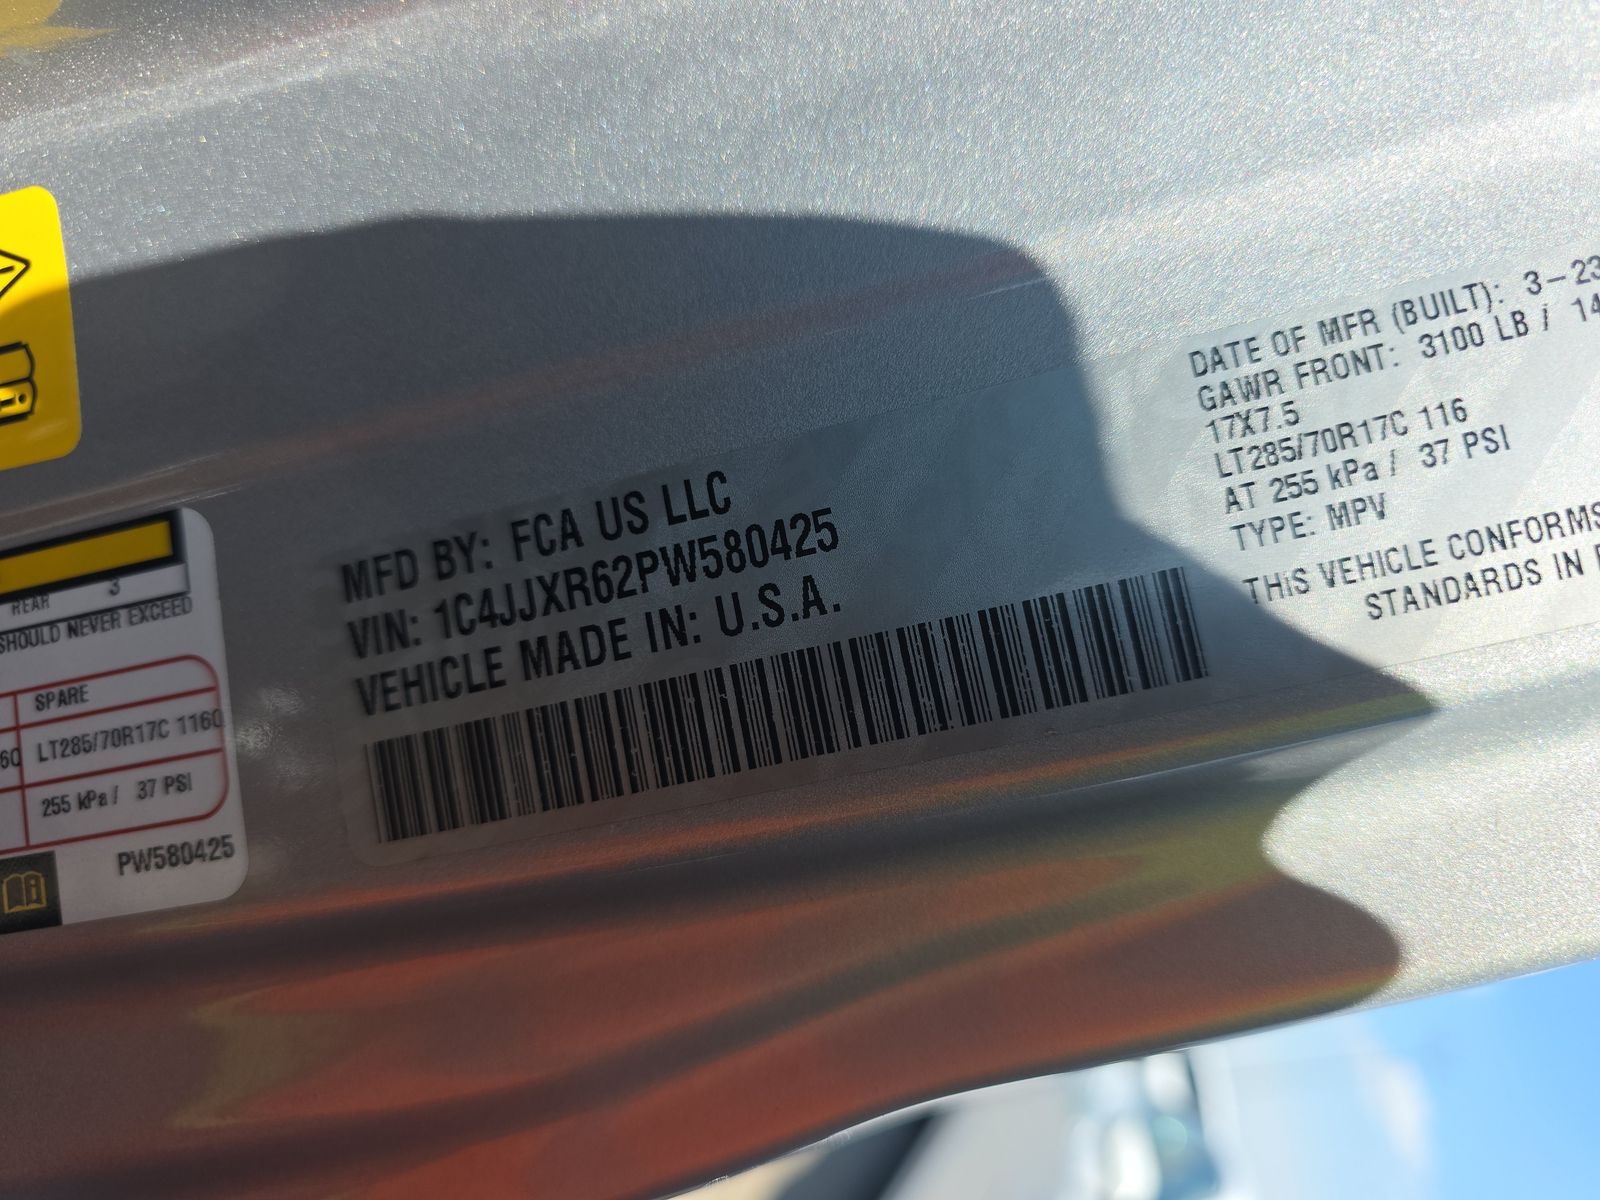 REAR 3
SHOULD NEVER EXCEED
SPARE
LT285/70R17C 116Q
255 kPa / 37 PSI
PW580425
MFD BY: FCA US LLC
VIN: 1C4JJXR62PW580425
VEHICLE MADE IN: U.S.A.
DATE OF MFR (BUILT): 3-23
GAWR FRONT: 3100 LB / 14
17X7.5
LT285/70R17C 116
AT 255 kPa / 37 PSI
TYPE: MPV
THIS VEHICLE CONFORMS
STANDARDS IN